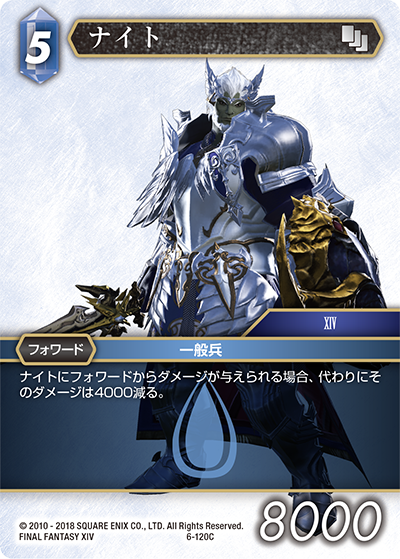 5
ナイト
XIV
フォワード
一般兵
ナイトにフォワードからダメージが与えられる場合、代わりにそ
のダメージは4000減る。
© 2010 - 2018 SQUARE ENIX CO., LTD. All Rights Reserved.
FINAL FANTASY XIV
6-120C
8000